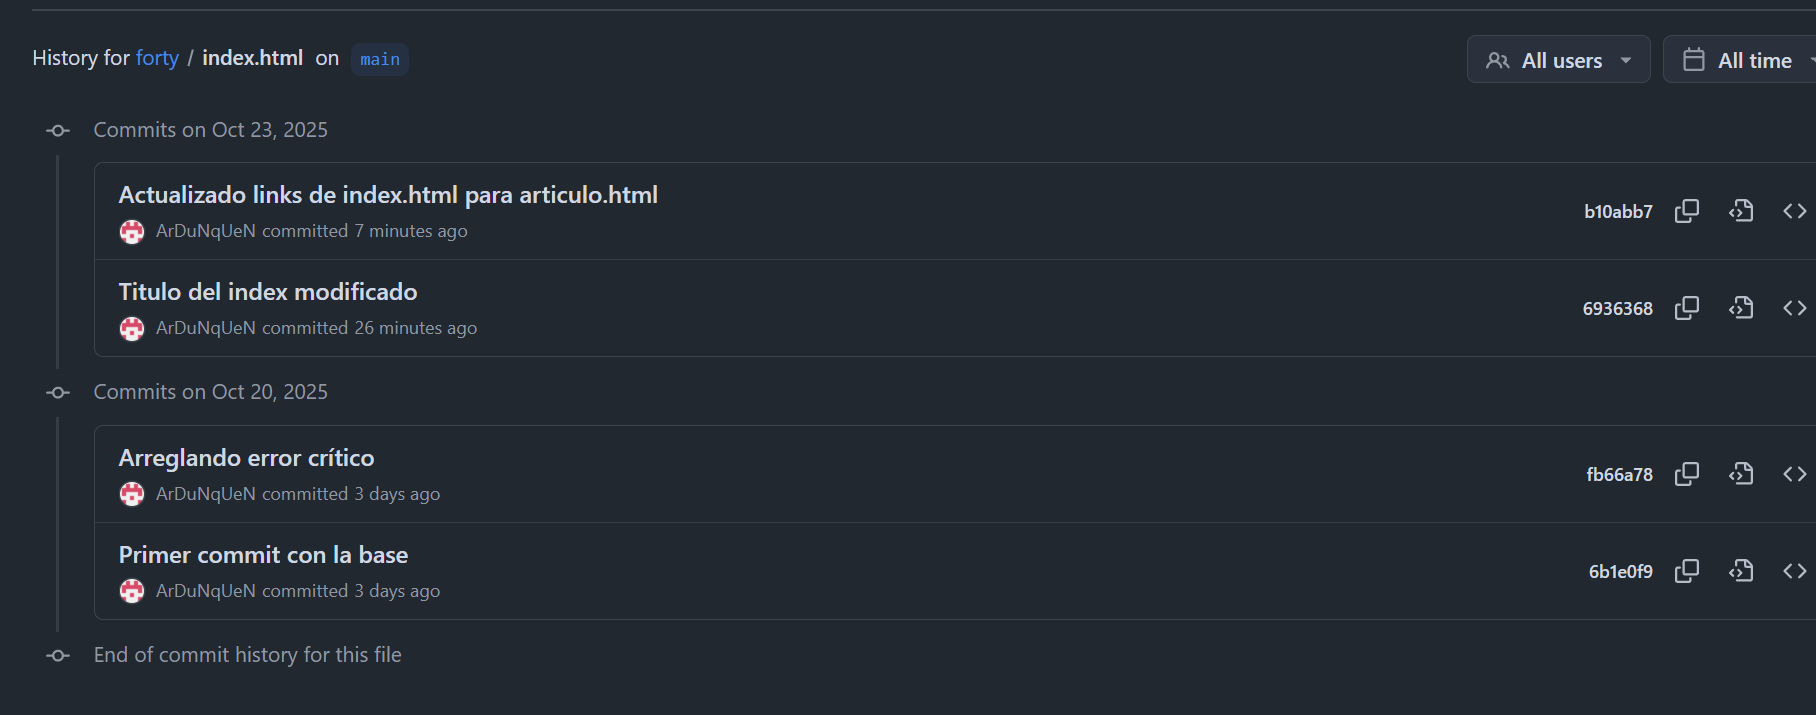 History for forty / index.html on main
All users
All time
Commits on Oct 23, 2025
Actualizado links de index.html para articulo.html
b10abb7
ArDuNqUeN committed 7 minutes ago
Titulo del index modificado
6936368
ArDuNqUeN committed 26 minutes ago
Commits on Oct 20, 2025
Arreglando error crítico
fb66a78
ArDuNqUeN committed 3 days ago
Primer commit con la base
6b1e0f9
ArDuNqUeN committed 3 days ago
End of commit history for this file